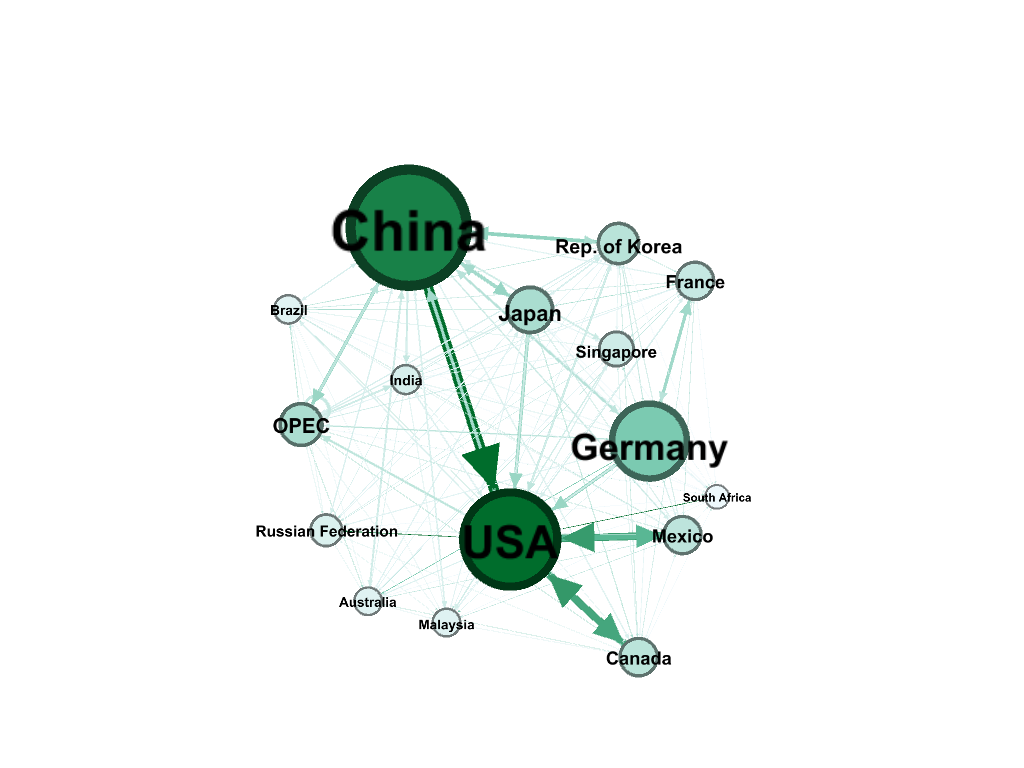 China
Rep. of Korea
France
Brazil
Japan
Singapore
India
OPEC
Germany
South Africa
Russian Federation
USA
Mexico
Australia
Malaysia
Canada